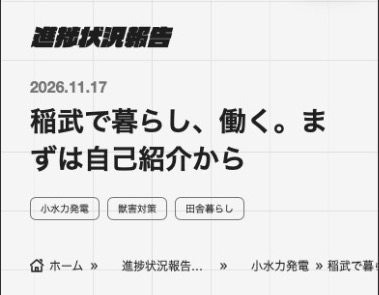 進捗状況報告
2026.11.17
稲武で暮らし、働く。ま
ずは自己紹介から
小水力発電 獣害対策 田舎暮らし
ホーム » 進捗状況報告... » 小水力発電 » 稲武で暮